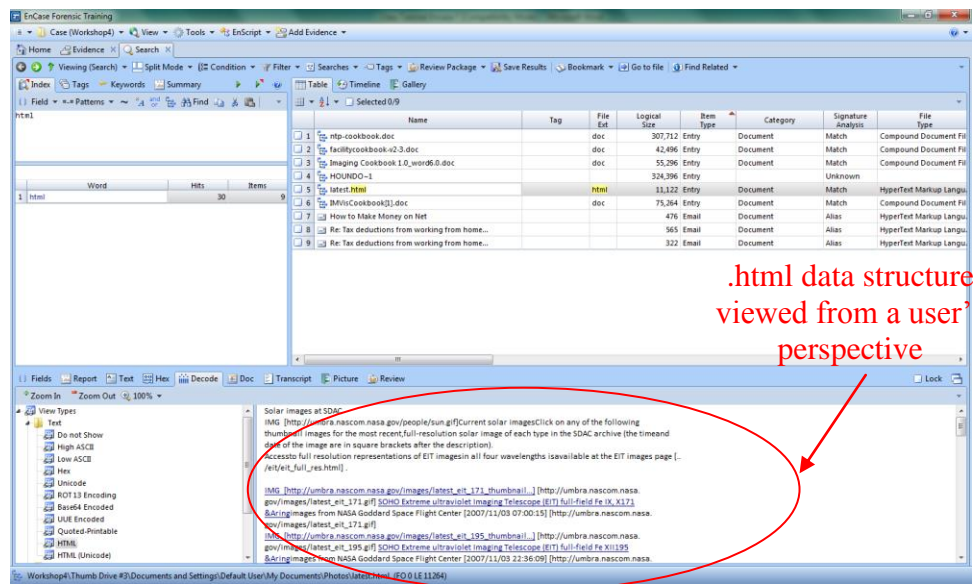 EnCase Forensic Training
Case (Workshop4) View Tools EnScript Add Evidence
Home Evidence Search
Viewing (Search) Split Mode Condition Filter Searches Tags Review Package Save Results Bookmark Go to file Find Related
Index Tags Keywords Summary
Table Timeline Gallery
Field Patterns Find
Selected 0/9
html
Word Hits Items
1 html 30 9
Name Tag File Ext Logical Size Item Type Category Signature Analysis File Type
1 ntp-cookbook.doc doc 307,712 Entry Document Match Compound Document Fil
2 facilitycookbook-v2-3.doc doc 42,496 Entry Document Match Compound Document Fil
3 Imaging Cookbook 1.0_word6.0.doc doc 55,296 Entry Document Match Compound Document Fil
4 HOUNDO~1 324,396 Entry Unknown
5 latest.html html 11,122 Entry Document Match HyperText Markup Langu.
6 IMVisCookbook[1].doc doc 75,264 Entry Document Match Compound Document Fil
7 How to Make Money on Net 476 Email Document Alias HyperText Markup Langu.
8 Re: Tax deductions from working from home... 565 Email Document Alias HyperText Markup Langu.
9 Re: Tax deductions from working from home... 322 Email Document Alias HyperText Markup Langu.
.html data structure
viewed from a user'
perspective
Fields Report Text Hex Decode Doc Transcript Picture Review Lock
Zoom In Zoom Out 100%
View Types
Text
Do not Show
High ASCII
Low ASCII
Hex
Unicode
ROT13 Encoding
Base64 Encoded
UUE Encoded
Quoted-Printable
HTML
HTML (Unicode)
Solar images at SDAC
IMG [http://umbra.nascom.nasa.gov/people/sun.gif]Current solar imagesClick on any of the following
thumbnail images for the most recent,full-resolution solar image of each type in the SDAC archive (the timeand
date of the image are in square brackets after the description).
Accessto full resolution representations of EIT imagesin all four wavelengths isavailable at the EIT images page [..
/eit/eit_full_res.html] .
IMG [http://umbra.nascom.nasa.gov/images/latest_eit_171_thumbnail...] [http://umbra.nascom.nasa.
gov/images/latest_eit_171.gif] SOHO Extreme ultraviolet Imaging Telescope (EIT) full-field Fe IX, X171
&Aringimages from NASA Goddard Space Flight Center [2007/11/03 07:00:15] [http://umbra.nascom.nasa.
gov/images/latest_eit_171.gif]
IMG [http://umbra.nascom.nasa.gov/images/latest_eit_195_thumbnail...] [http://umbra.nascom.nasa.
gov/images/latest_eit_195.gif] SOHO Extreme ultraviolet Imaging Telescope (EIT) full-field Fe XII195
&Aringimages from NASA Goddard Space Flight Center [2007/11/03 22:36:09] [http://umbra.nascom.nasa.
Workshop4\Thumb Drive #3\Documents and Settings\Default User\My Documents\Photos\latest.html (FO 0 LE 11264)